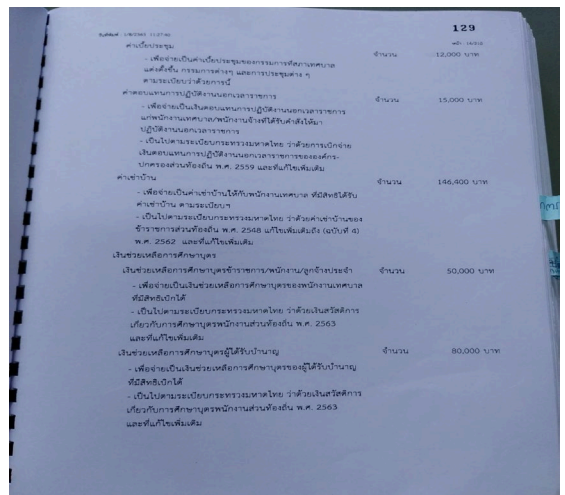 129
วันที่พิมพ์ : 1/9/2563 11:27:40
หน้า : 14/315
ค่าเบี้ยประชุม จำนวน 12,000 บาท
- เพื่อจ่ายเป็นค่าเบี้ยประชุมของกรรมการที่สภาเทศบาล
แต่งตั้งขึ้น กรรมการต่างๆ และการประชุมต่าง ๆ
ตามระเบียบว่าด้วยการนี้
ค่าตอบแทนการปฏิบัติงานนอกเวลาราชการ จำนวน 15,000 บาท
- เพื่อจ่ายเป็นเงินตอบแทนการปฏิบัติงานนอกเวลาราชการ
แก่พนักงานเทศบาล/พนักงานจ้างที่ได้รับคำสั่งให้มา
ปฏิบัติงานนอกเวลาราชการ
- เป็นไปตามระเบียบกระทรวงมหาดไทย ว่าด้วยการเบิกจ่าย
เงินตอบแทนการปฏิบัติงานนอกเวลาราชการขององค์กร-
ปกครองส่วนท้องถิ่น พ.ศ. 2559 และที่แก้ไขเพิ่มเติม
ค่าเช่าบ้าน จำนวน 146,400 บาท
- เพื่อจ่ายเป็นค่าเช่าบ้านให้กับพนักงานเทศบาล ที่มีสิทธิได้รับ
ค่าเช่าบ้าน ตามระเบียบฯ
- เป็นไปตามระเบียบกระทรวงมหาดไทย ว่าด้วยค่าเช่าบ้านของ
ข้าราชการส่วนท้องถิ่น พ.ศ. 2548 แก้ไขเพิ่มเติมถึง (ฉบับที่ 4)
พ.ศ. 2562 และที่แก้ไขเพิ่มเติม
เงินช่วยเหลือการศึกษาบุตร
เงินช่วยเหลือการศึกษาบุตรข้าราชการ/พนักงาน/ลูกจ้างประจำ จำนวน 50,000 บาท
- เพื่อจ่ายเป็นเงินช่วยเหลือการศึกษาบุตรของพนักงานเทศบาล
ที่มีสิทธิเบิกได้
- เป็นไปตามระเบียบกระทรวงมหาดไทย ว่าด้วยเงินสวัสดิการ
เกี่ยวกับการศึกษาบุตรพนักงานส่วนท้องถิ่น พ.ศ. 2563
และที่แก้ไขเพิ่มเติม
เงินช่วยเหลือการศึกษาบุตรผู้ได้รับบำนาญ จำนวน 80,000 บาท
- เพื่อจ่ายเป็นเงินช่วยเหลือการศึกษาบุตรของผู้ได้รับบำนาญ
ที่มีสิทธิเบิกได้
- เป็นไปตามระเบียบกระทรวงมหาดไทย ว่าด้วยเงินสวัสดิการ
เกี่ยวกับการศึกษาบุตรพนักงานส่วนท้องถิ่น พ.ศ. 2563
และที่แก้ไขเพิ่มเติม